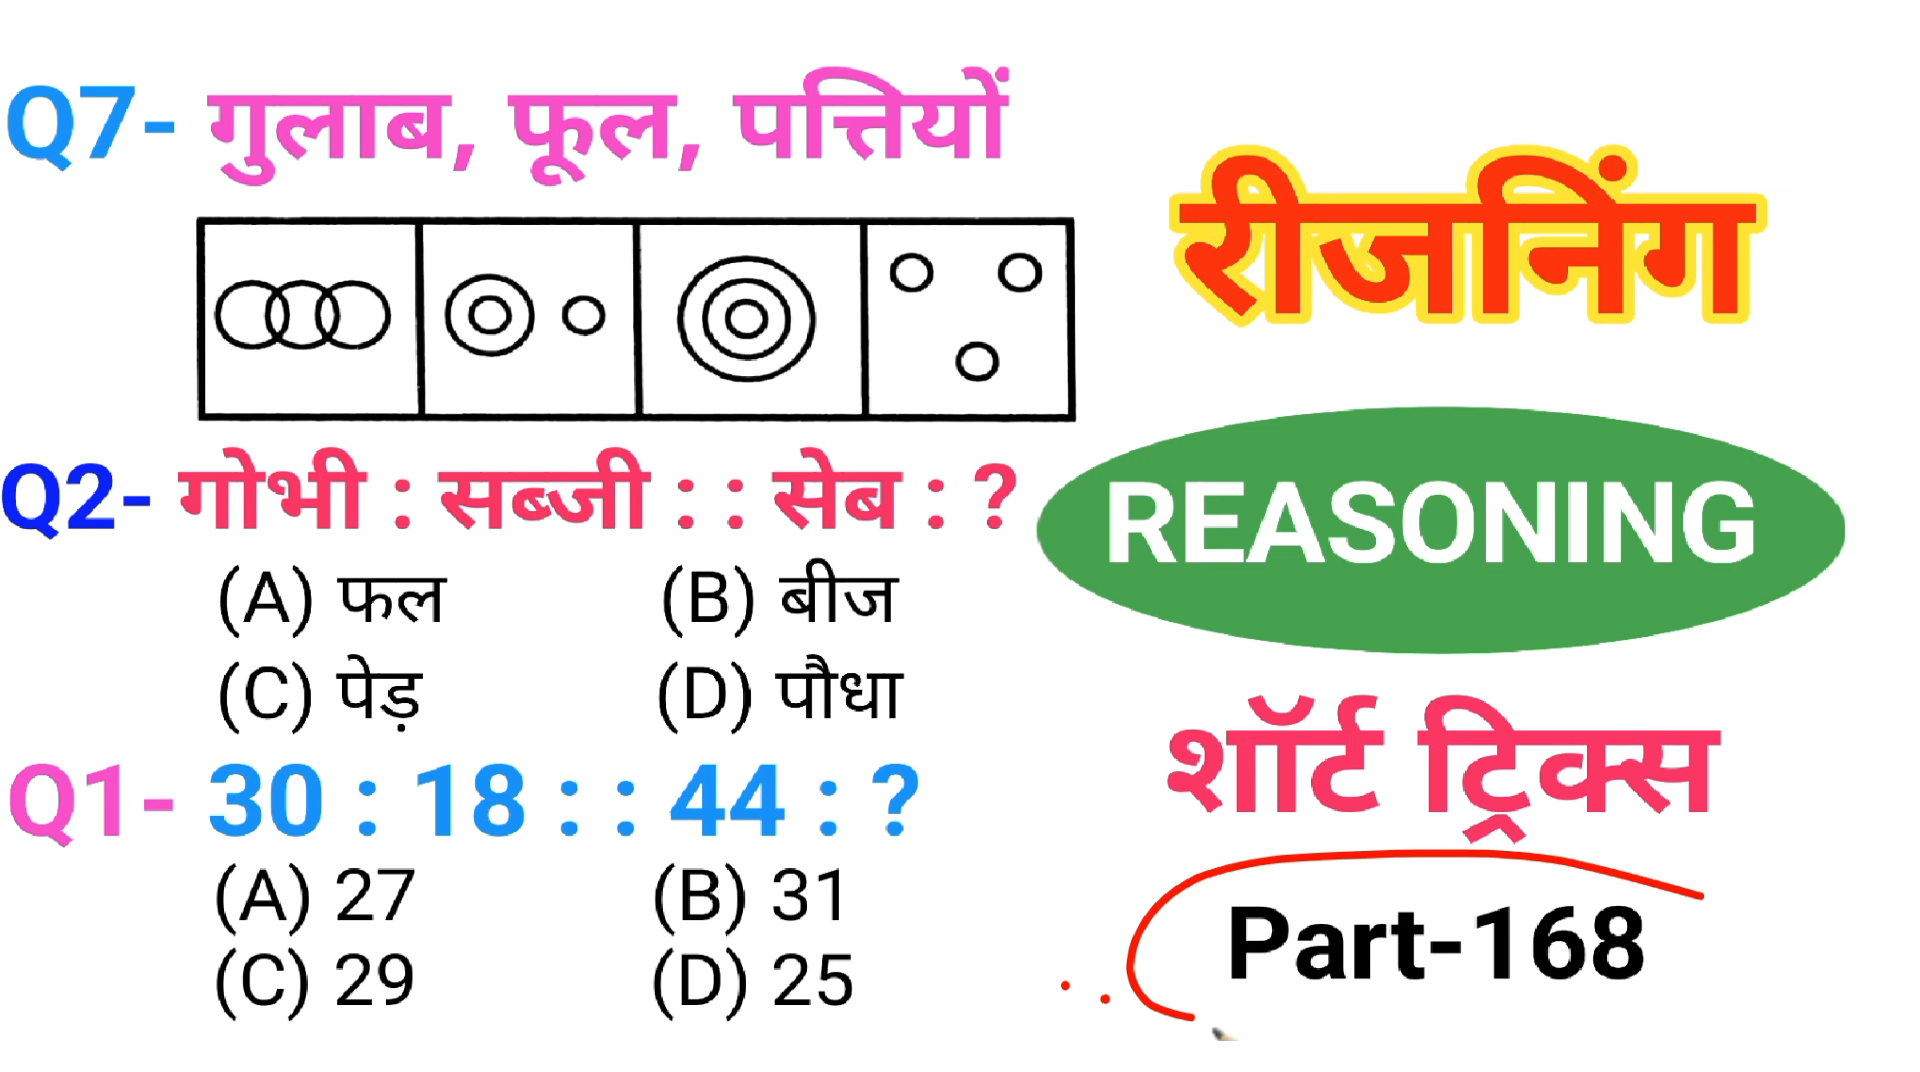 Q7- गुलाब, फूल, पत्तियों
Q2- गोभी : सब्जी : : सेब : ?
(A) फल (B) बीज
(C) पेड़ (D) पौधा
Q1- 30 : 18 : : 44 : ?
(A) 27 (B) 31
(C) 29 (D) 25
रीजनिंग
REASONING
शॉर्ट ट्रिक्स
Part-168